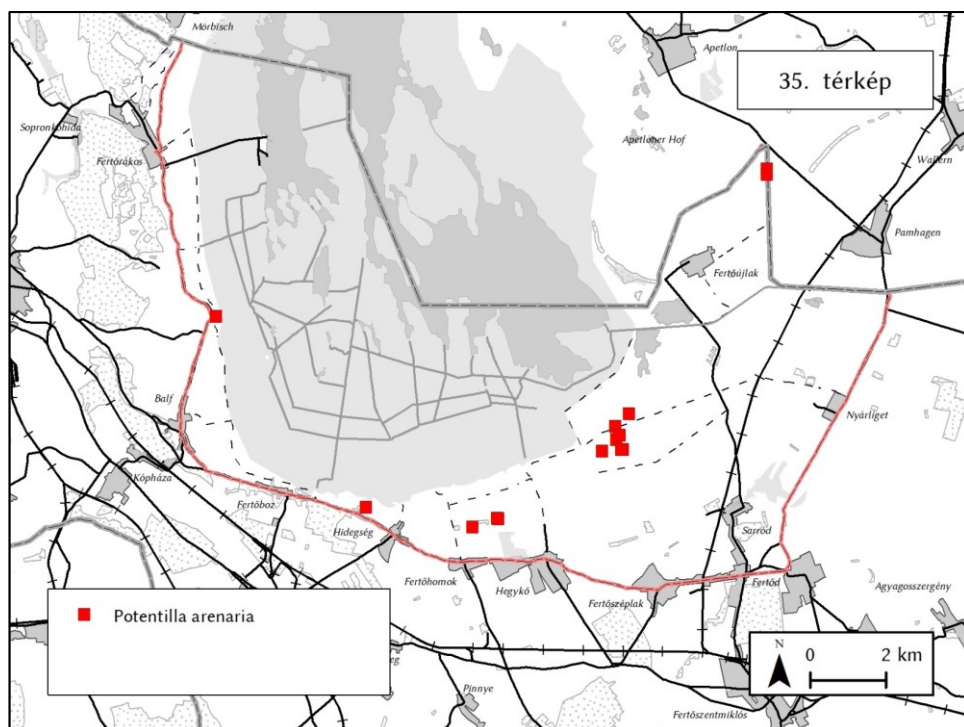 Mörbisch
Apetlon
35. térkép
Sopronkőhida
Fertőrákos
Apetloner Hof
Wallern
Pamhagen
Fertőújlak
Balf
Nyárliget
Kópháza
Fertőboz
Hidegség
Sarród
Fertőhomok
Hegykő
Fertőszéplak
Fertőd
Agyagosszergény
Potentilla arenaria
N
0 2 km
Pinnye
Fertőszentmiklós